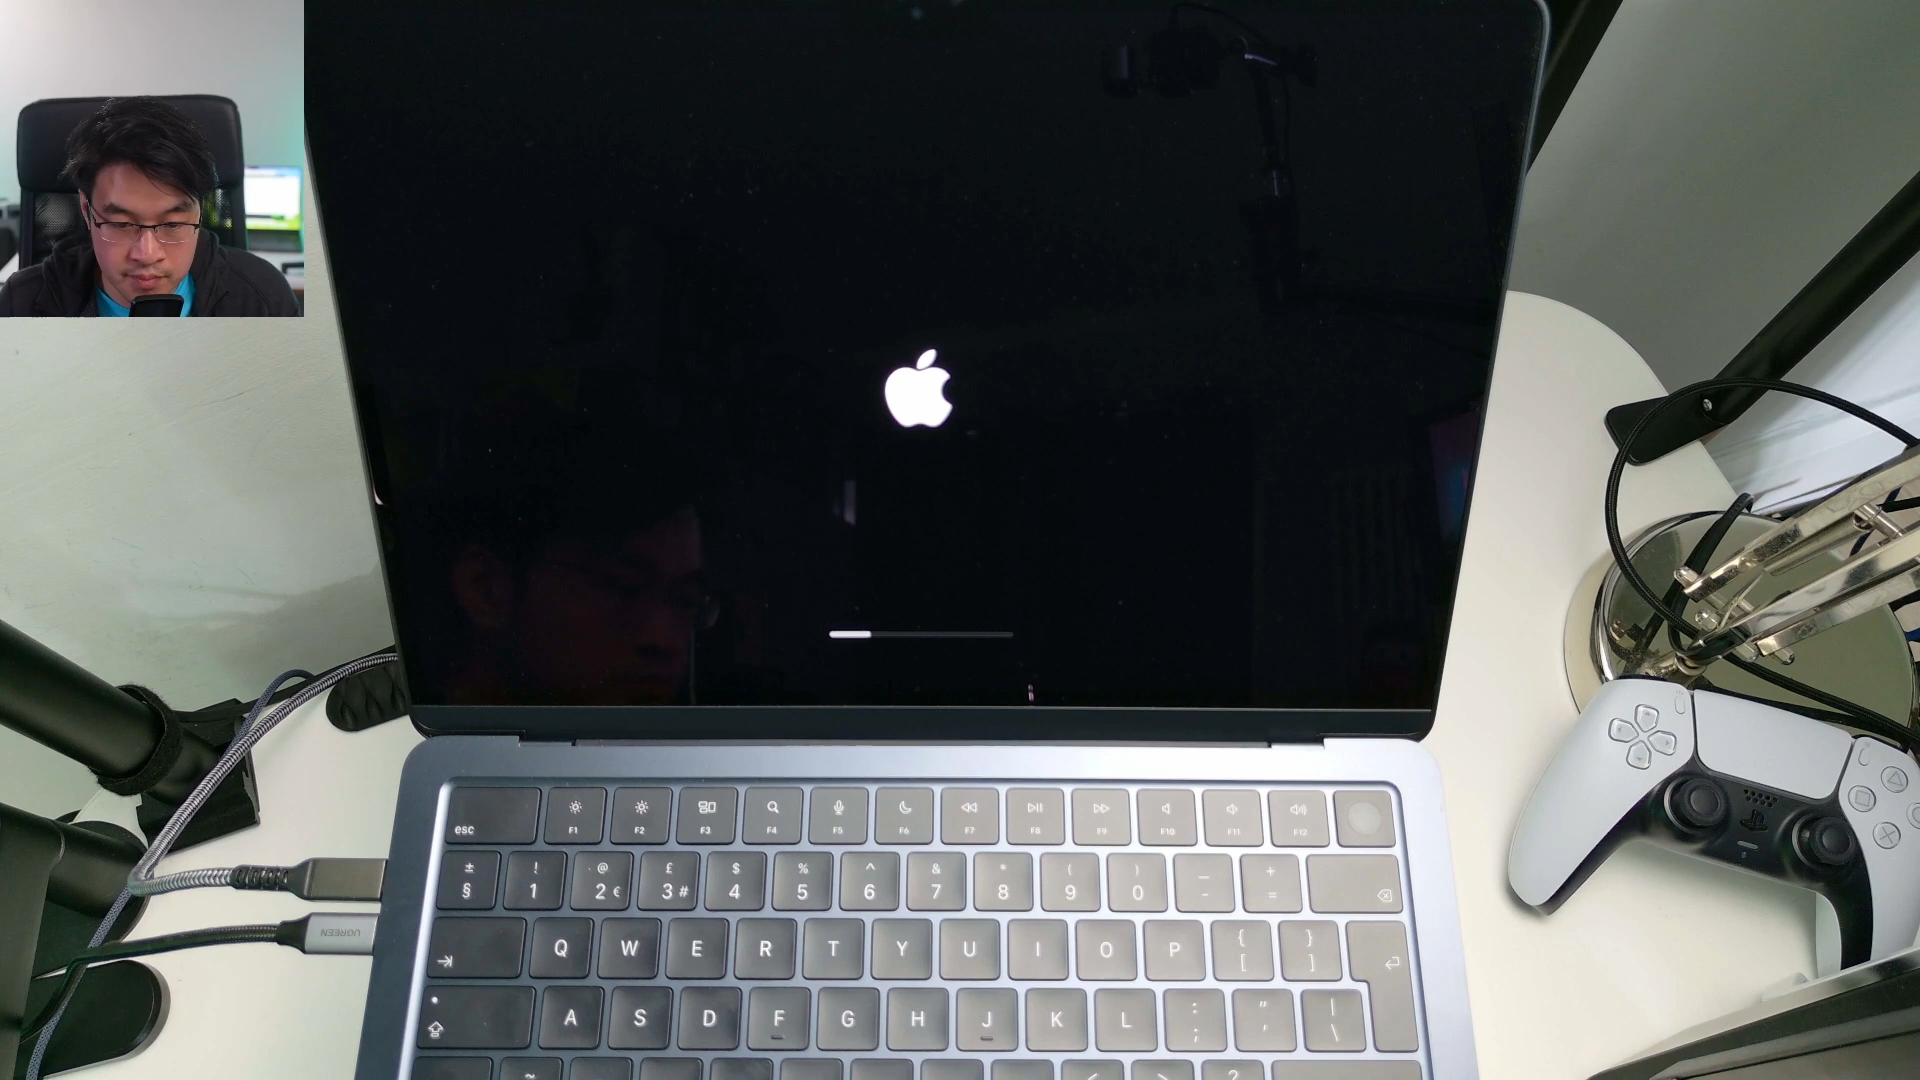 esc F1 F2 F3 F4 F5 F6 F7 F8 F9 F10 F11 F12
± ! @ £ $ % ^ & * ( ) _ +
§ 1 2 € 3 # 4 5 6 7 8 9 0 - =
UGREEN
Q W E R T Y U I O P { [ } ]
A S D F G H J K L : ; " ' | \
~ < > ?